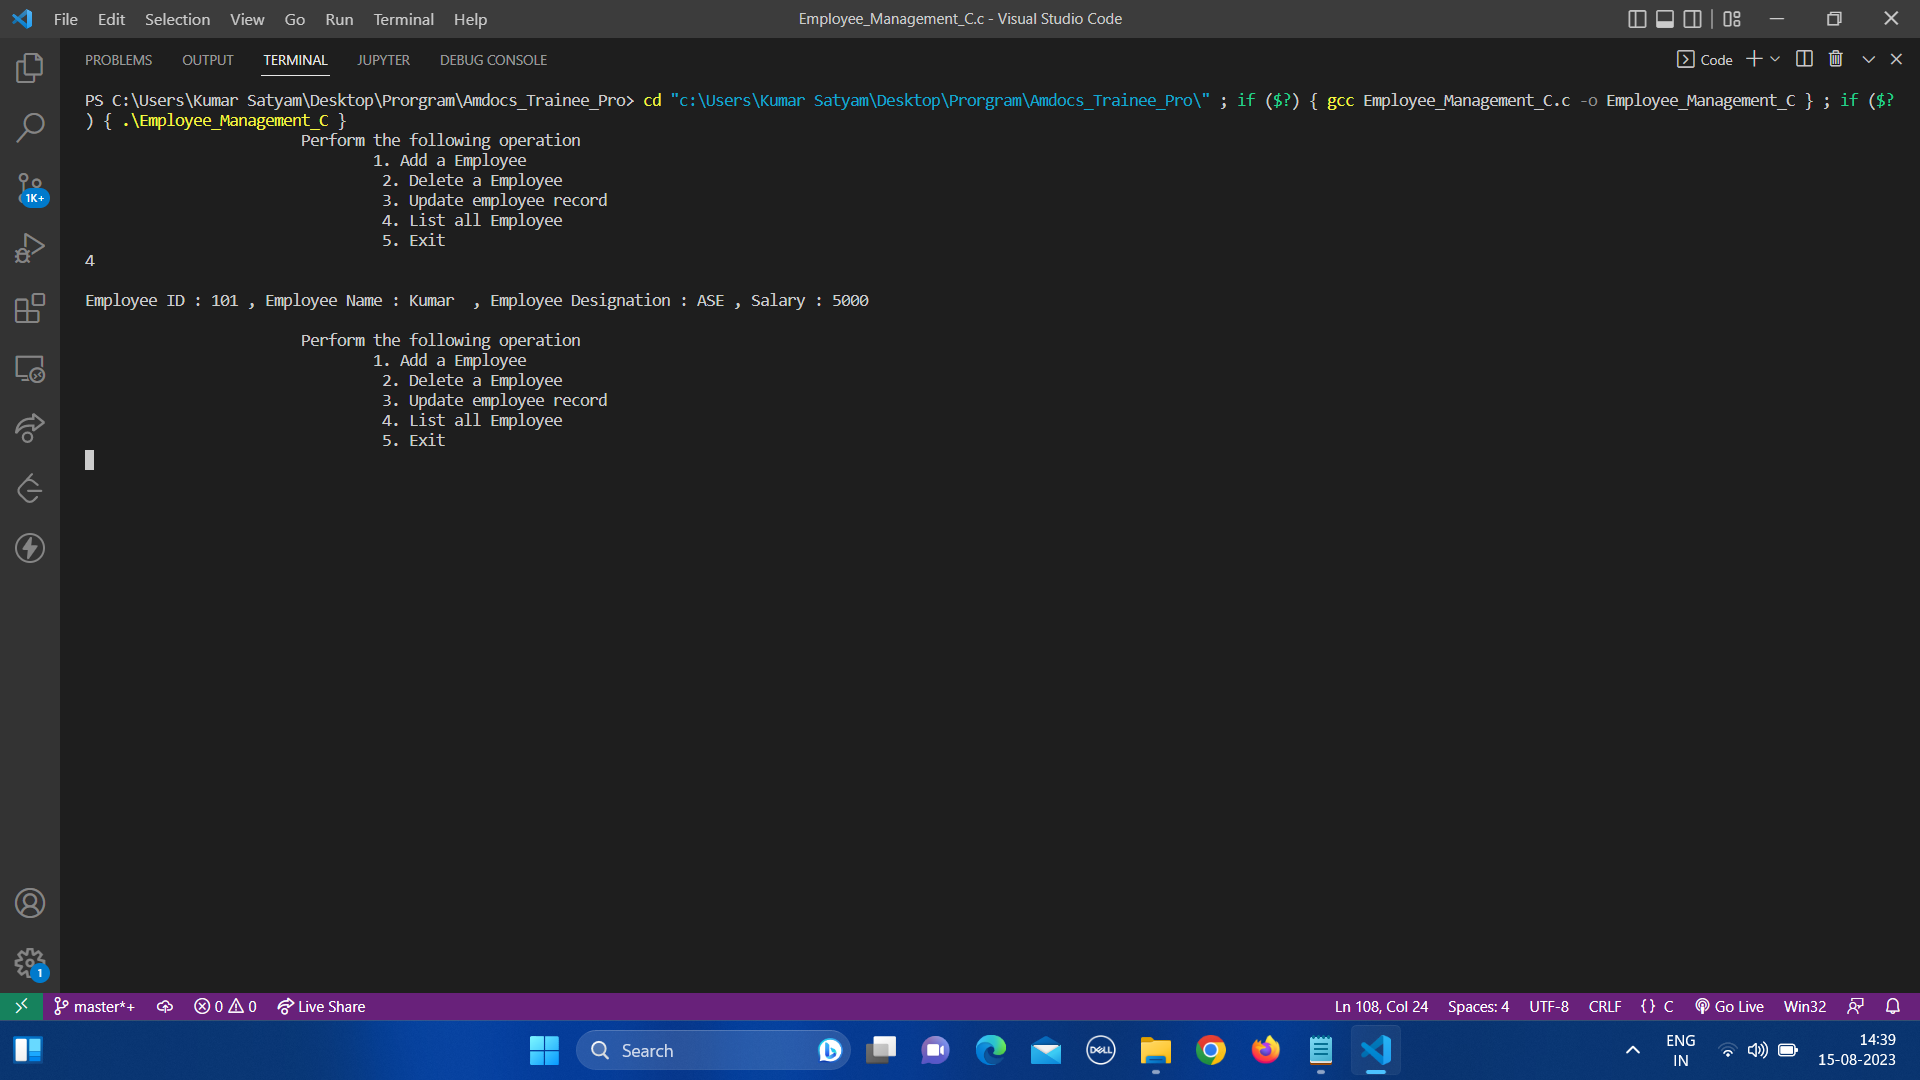 File Edit Selection View Go Run Terminal Help
Employee_Management_C.c - Visual Studio Code
PROBLEMS OUTPUT TERMINAL JUPYTER DEBUG CONSOLE
Code
PS C:\Users\Kumar Satyam\Desktop\Prorgram\Amdocs_Trainee_Pro> cd "c:\Users\Kumar Satyam\Desktop\Prorgram\Amdocs_Trainee_Pro\" ; if ($?) { gcc Employee_Management_C.c -o Employee_Management_C } ; if ($?
) { .\Employee_Management_C }
Perform the following operation
1. Add a Employee
2. Delete a Employee
3. Update employee record
4. List all Employee
5. Exit
4
Employee ID : 101 , Employee Name : Kumar  , Employee Designation : ASE , Salary : 5000
Perform the following operation
1. Add a Employee
2. Delete a Employee
3. Update employee record
4. List all Employee
5. Exit
1K+
1
master*+ 0 0 Live Share
Ln 108, Col 24 Spaces: 4 UTF-8 CRLF {} C Go Live Win32
Search
DELL
ENG
IN
14:39
15-08-2023